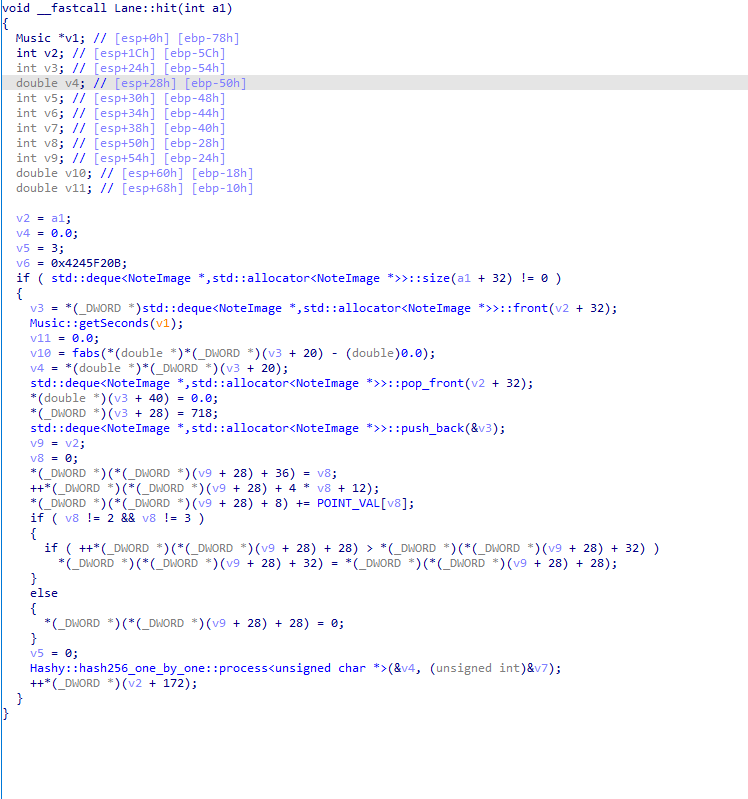 void __fastcall Lane::hit(int a1)
{
  Music *v1; // [esp+0h] [ebp-78h]
  int v2; // [esp+1Ch] [ebp-5Ch]
  int v3; // [esp+24h] [ebp-54h]
  double v4; // [esp+28h] [ebp-50h]
  int v5; // [esp+30h] [ebp-48h]
  int v6; // [esp+34h] [ebp-44h]
  int v7; // [esp+38h] [ebp-40h]
  int v8; // [esp+50h] [ebp-28h]
  int v9; // [esp+54h] [ebp-24h]
  double v10; // [esp+60h] [ebp-18h]
  double v11; // [esp+68h] [ebp-10h]

  v2 = a1;
  v4 = 0.0;
  v5 = 3;
  v6 = 0x4245F20B;
  if ( std::deque<NoteImage *,std::allocator<NoteImage *>>::size(a1 + 32) != 0 )
  {
    v3 = *(_DWORD *)std::deque<NoteImage *,std::allocator<NoteImage *>>::front(v2 + 32);
    Music::getSeconds(v1);
    v11 = 0.0;
    v10 = fabs(*(double *)*(_DWORD *)(v3 + 20) - (double)0.0);
    v4 = *(double *)*(_DWORD *)(v3 + 20);
    std::deque<NoteImage *,std::allocator<NoteImage *>>::pop_front(v2 + 32);
    *(double *)(v3 + 40) = 0.0;
    *(_DWORD *)(v3 + 28) = 718;
    std::deque<NoteImage *,std::allocator<NoteImage *>>::push_back(&v3);
    v9 = v2;
    v8 = 0;
    *(_DWORD *)(*(_DWORD *)(v9 + 28) + 36) = v8;
    ++*(_DWORD *)(*(_DWORD *)(v9 + 28) + 4 * v8 + 12);
    *(_DWORD *)(*(_DWORD *)(v9 + 28) + 8) += POINT_VAL[v8];
    if ( v8 != 2 && v8 != 3 )
    {
      if ( ++*(_DWORD *)(*(_DWORD *)(v9 + 28) + 28) > *(_DWORD *)(*(_DWORD *)(v9 + 28) + 32) )
        *(_DWORD *)(*(_DWORD *)(v9 + 28) + 32) = *(_DWORD *)(*(_DWORD *)(v9 + 28) + 28);
    }
    else
    {
      *(_DWORD *)(*(_DWORD *)(v9 + 28) + 28) = 0;
    }
    v5 = 0;
    Hashy::hash256_one_by_one::process<unsigned char *>(&v4, (unsigned int)&v7);
    ++*(_DWORD *)(v2 + 172);
  }
}